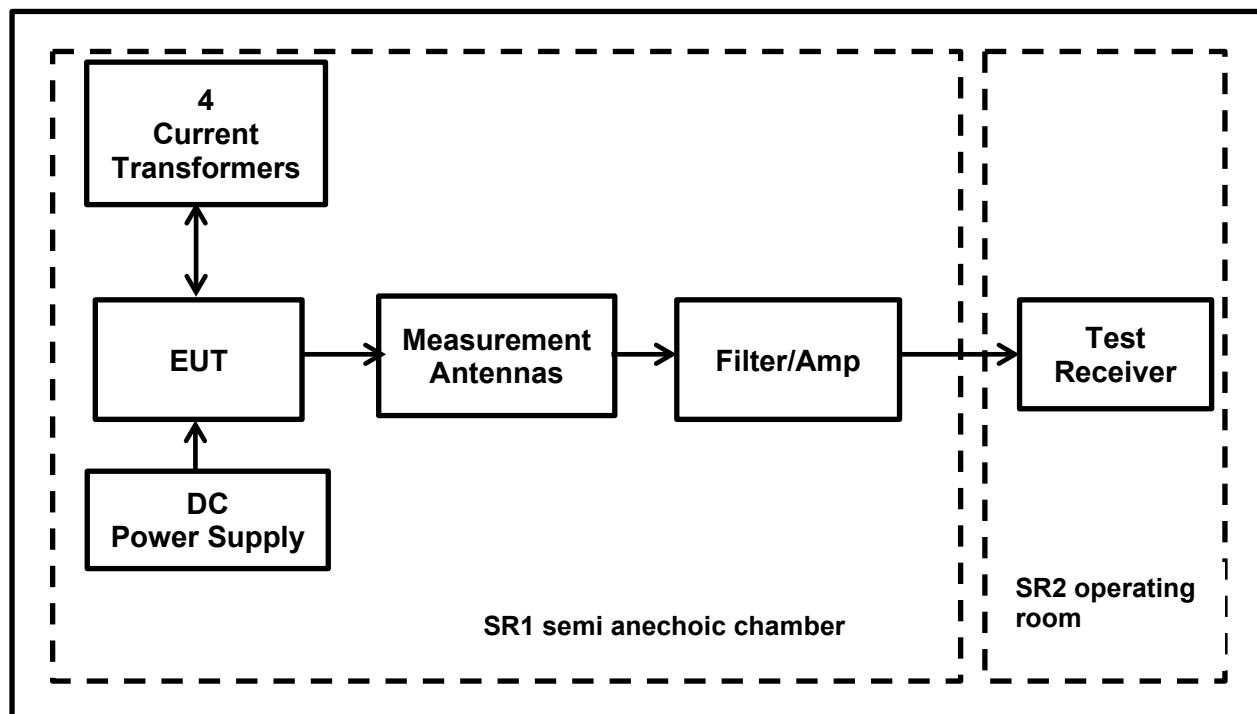 4
Current
Transformers
EUT
Measurement
Antennas
Filter/Amp
Test
Receiver
DC
Power Supply
SR1 semi anechoic chamber
SR2 operating
room